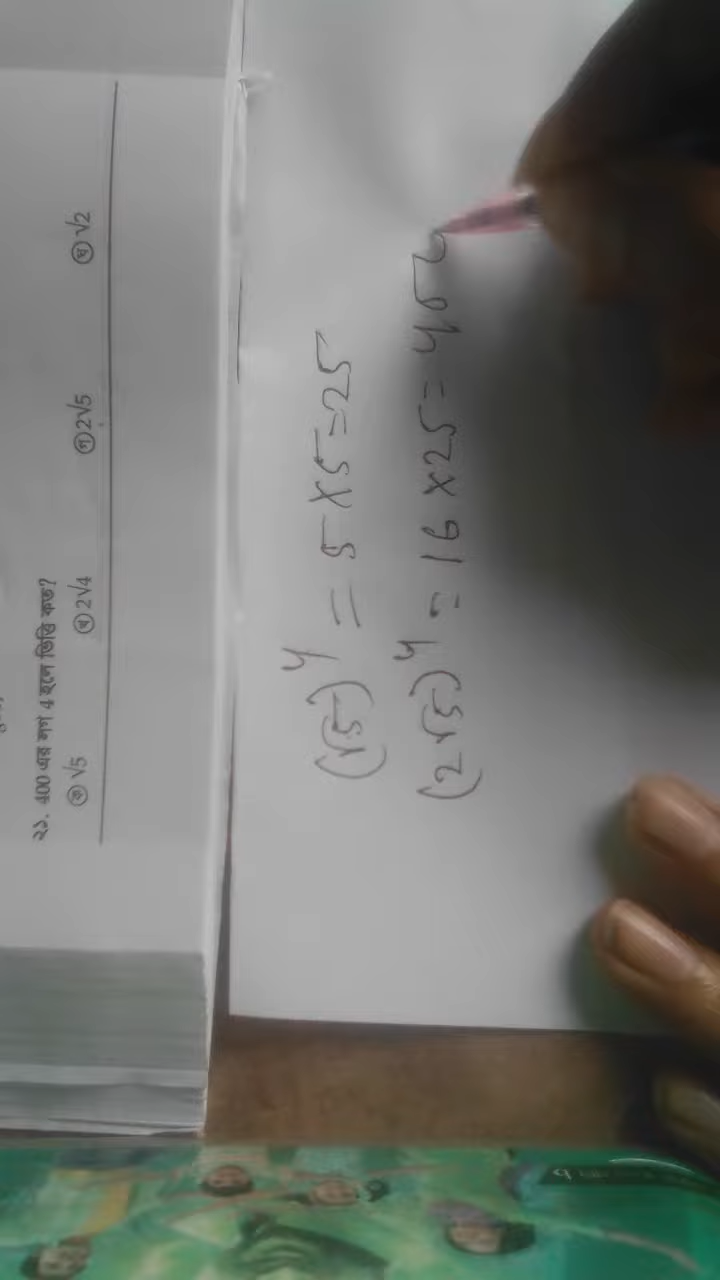 ২১. 400 এর লগ 4 হলে ভিত্তি কত?
ক √5 খ 2√4 গ 2√5 ঘ √2
(√5)⁴ = 5×5=25
(2√5)⁴ = 16×25=400